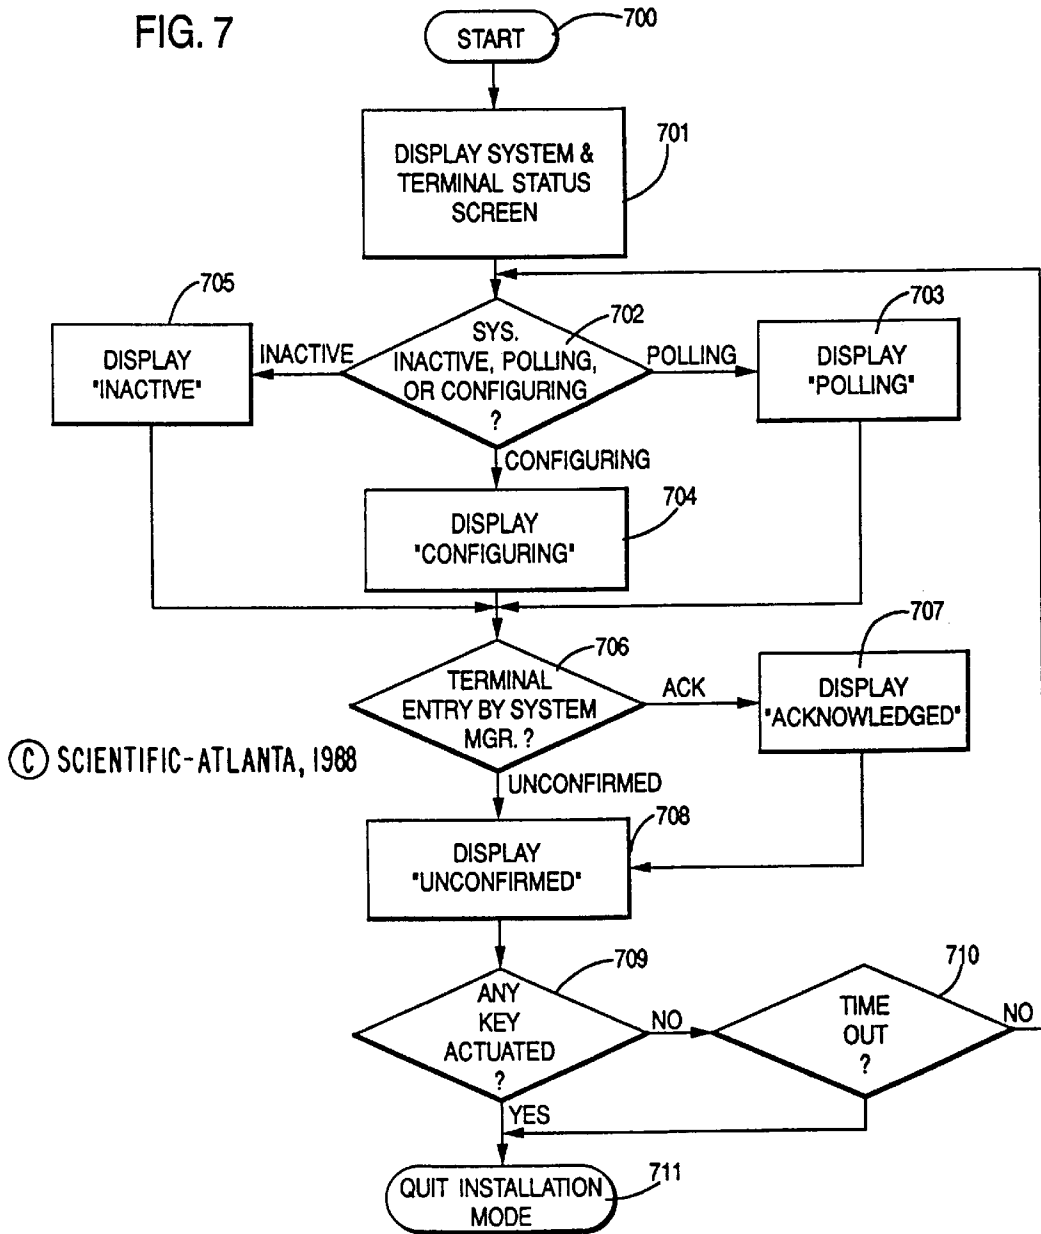 FIG. 7
START
700
DISPLAY SYSTEM &
TERMINAL STATUS
SCREEN
701
705
DISPLAY
"INACTIVE"
INACTIVE
SYS.
INACTIVE, POLLING,
OR CONFIGURING
?
702
POLLING
703
DISPLAY
"POLLING"
CONFIGURING
DISPLAY
"CONFIGURING"
704
TERMINAL
ENTRY BY SYSTEM
MGR. ?
706
ACK
707
DISPLAY
"ACKNOWLEDGED"
© SCIENTIFIC-ATLANTA, 1988
UNCONFIRMED
DISPLAY
"UNCONFIRMED"
708
ANY
KEY
ACTUATED
?
709
NO
TIME
OUT
?
710
NO
YES
QUIT INSTALLATION
MODE
711